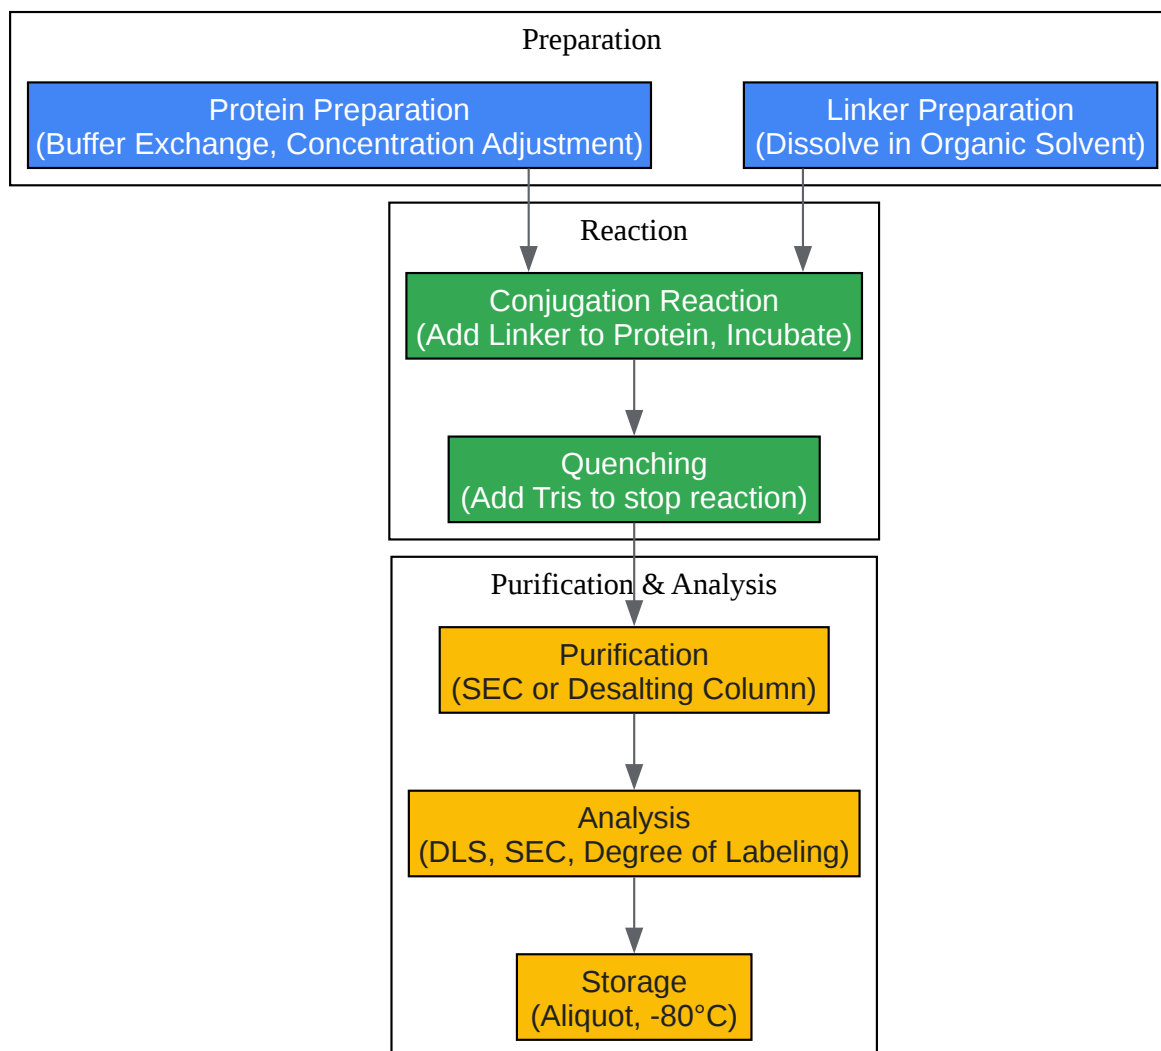 Preparation
Protein Preparation
(Buffer Exchange, Concentration Adjustment)
Linker Preparation
(Dissolve in Organic Solvent)
Reaction
Conjugation Reaction
(Add Linker to Protein, Incubate)
Quenching
(Add Tris to stop reaction)
Purification & Analysis
Purification
(SEC or Desalting Column)
Analysis
(DLS, SEC, Degree of Labeling)
Storage
(Aliquot, -80°C)